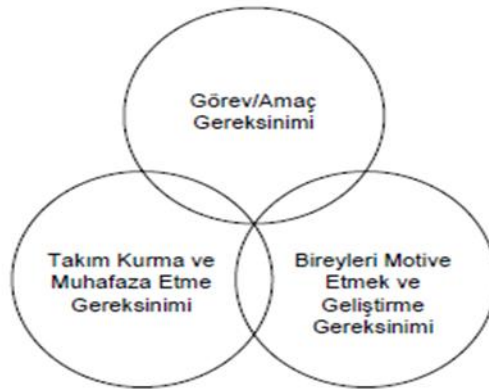 Görev/Amaç
Gereksinimi
Takım Kurma ve
Muhafaza Etme
Gereksinimi
Bireyleri Motive
Etmek ve
Geliştirme
Gereksinimi